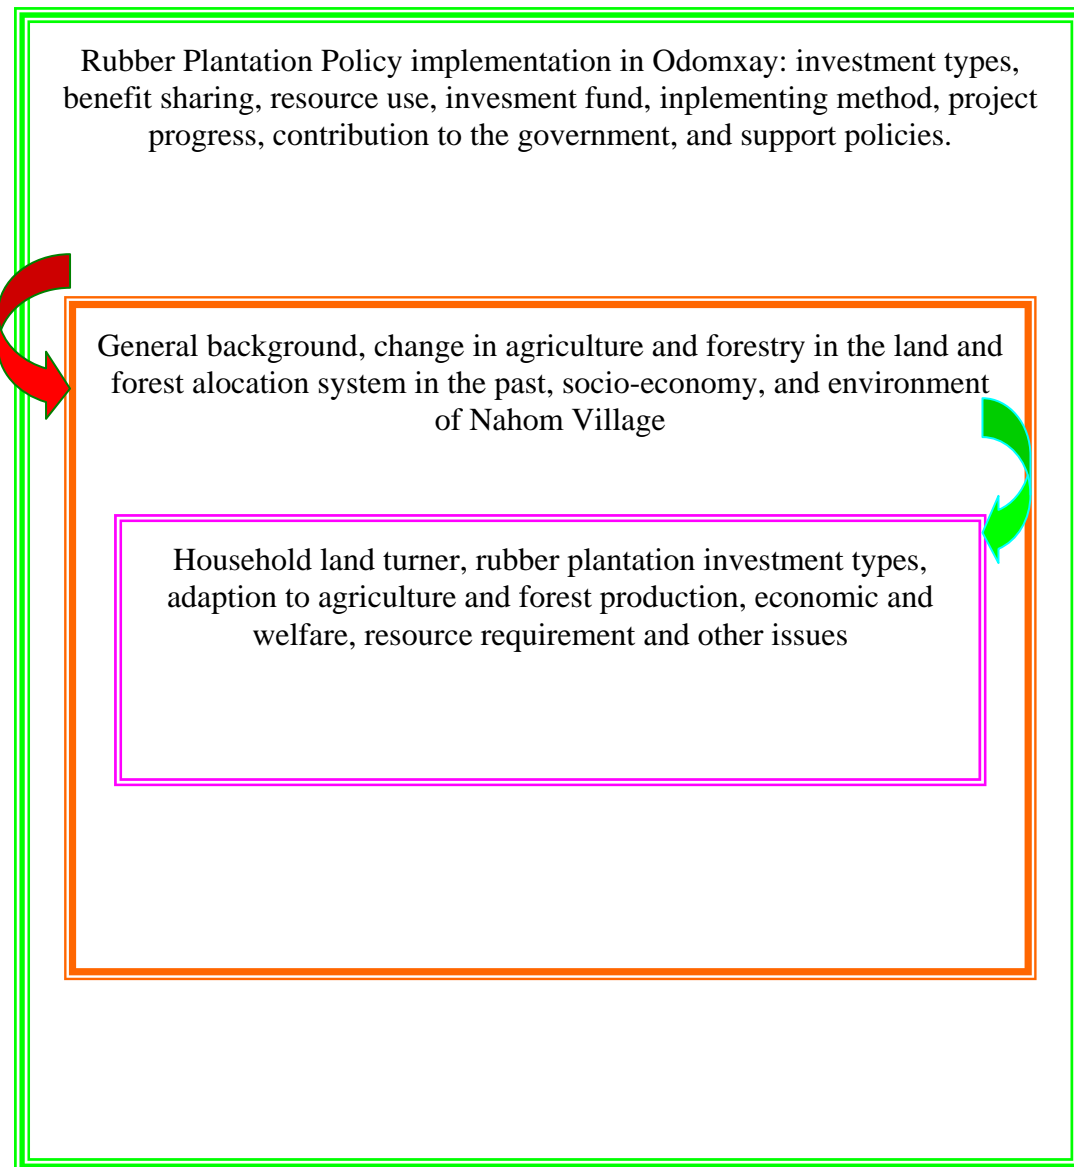 Rubber Plantation Policy implementation in Odomxay: investment types,
benefit sharing, resource use, invesment fund, inplementing method, project
progress, contribution to the government, and support policies.
General background, change in agriculture and forestry in the land and
forest alocation system in the past, socio-economy, and environment
of Nahom Village
Household land turner, rubber plantation investment types,
adaption to agriculture and forest production, economic and
welfare, resource requirement and other issues